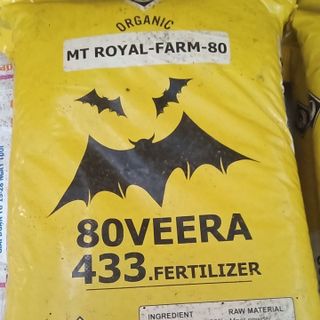 ORGANIC
MT ROYAL-FARM-80
80VEERA
433.FERTILIZER
INGREDIENT
RAW MATERIAL